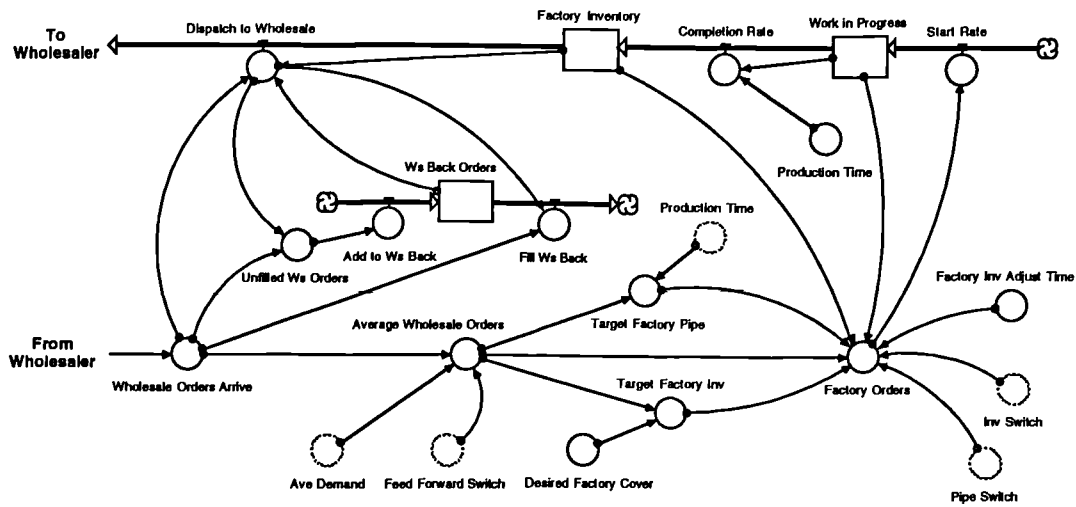 Factory Inventory
Dispatch to Wholesale
Completion Rate
Work in Progress
Start Rate
To
Wholesaler
Production Time
Ws Back Orders
Production Time
Unfilled Ws Orders
Add to Ws Back
Fill Ws Back
Factory Inv Adjust Time
Average Wholesale Orders
Target Factory Pipe
From
Wholesaler
Wholesale Orders Arrive
Target Factory Inv
Factory Orders
Inv Switch
Ave Demand
Feed Forward Switch
Desired Factory Cover
Pipe Switch